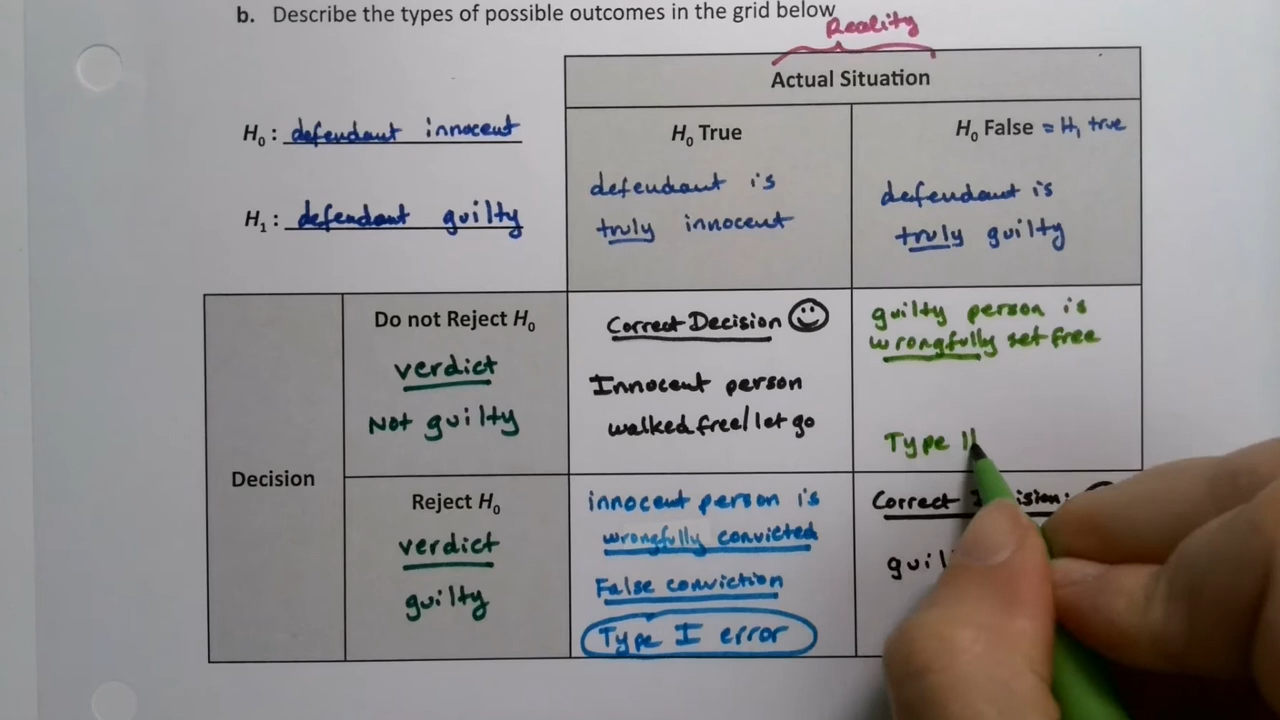 b. Describe the types of possible outcomes in the grid below
Reality
Actual Situation
H0 : defendant innocent
H1 : defendant guilty
H0 True
defendant is
truly innocent
H0 False = H1 true
defendant is
truly guilty
Do not Reject H0
verdict
Not guilty
Correct Decision
Innocent person
walked free/let go
guilty person is
wrongfully set free
Type II
Decision
Reject H0
verdict
guilty
innocent person is
wrongfully convicted
False conviction
Type I error
Correct